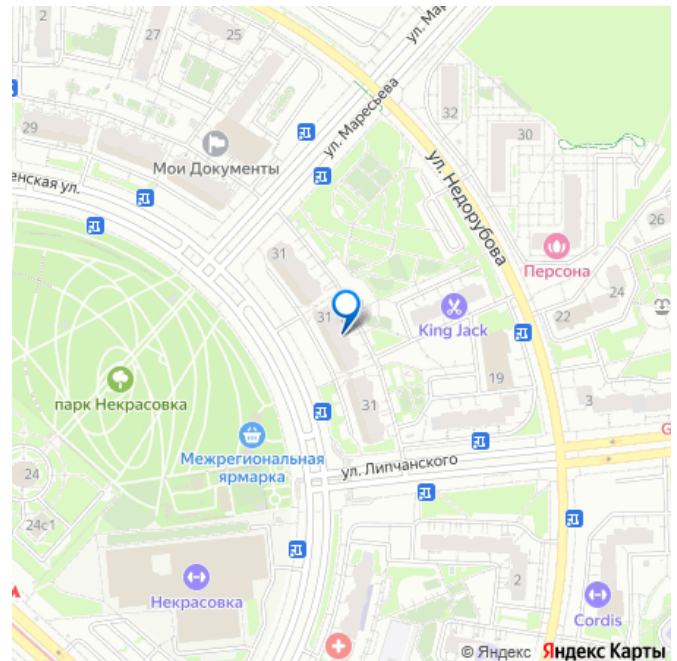 2
27
25
ул. Маресьева
32
30
29
Мои Документы
ул. Маресьева
ул. Недорубова
енская ул.
26
31
Персона
24
31
King Jack
22
парк Некрасовка
19
3
31
Межрегиональная
ярмарка
ул. Липчанского
G
24
24с1
Некрасовка
2
Cordis
© Яндекс Яндекс Карты